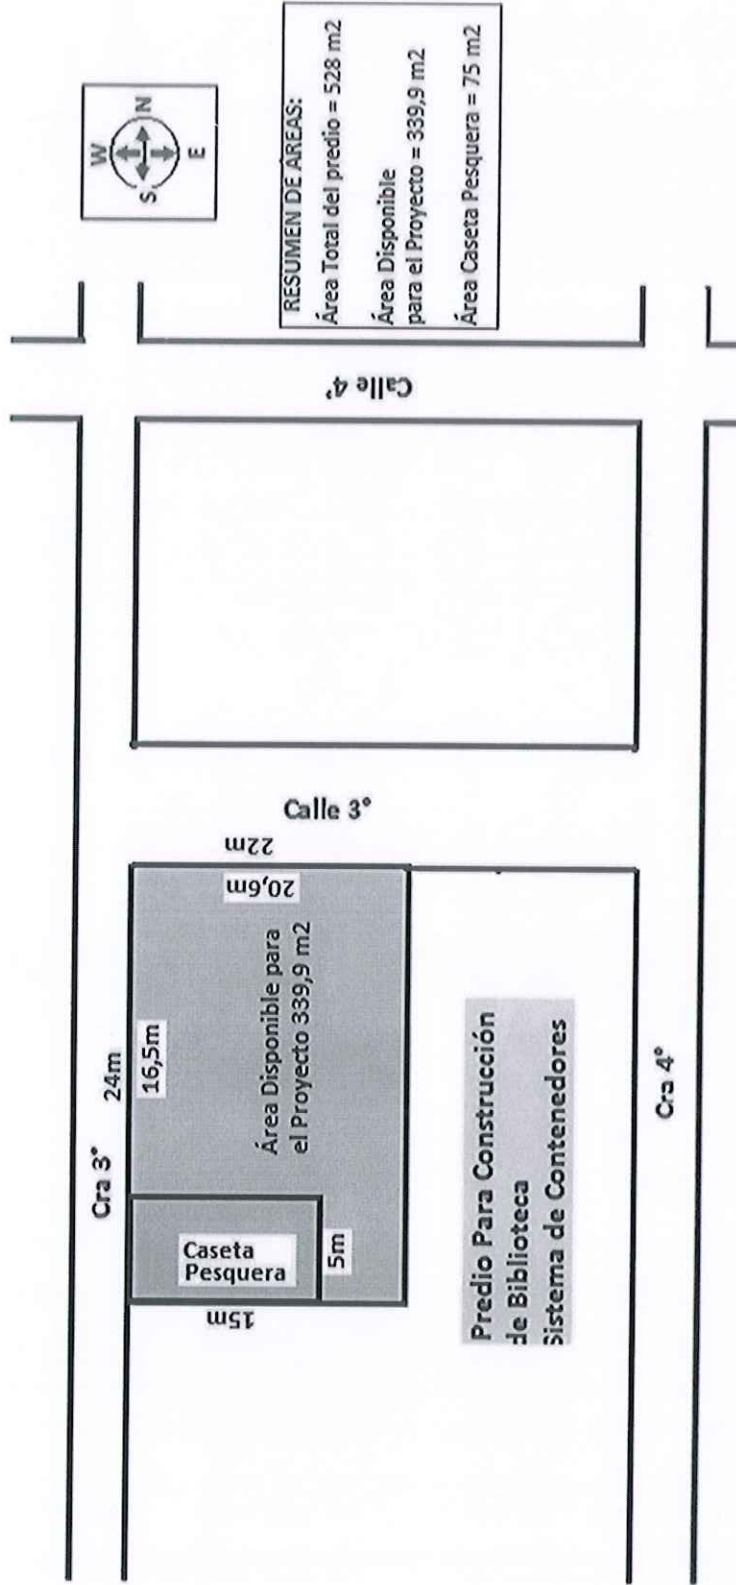 W
S
N
E
RESUMEN DE AREAS:
Área Total del predio = 528 m2
Área Disponible
para el Proyecto = 339,9 m2
Área Caseta Pesquera = 75 m2
Calle 4°
Calle 3°
22m
20,6m
Cra 3°
24m
16,5m
Área Disponible para
el Proyecto 339,9 m2
Caseta
Pesquera
5m
15m
Predio Para Construcción
de Biblioteca
Sistema de Contenedores
Cra 4°